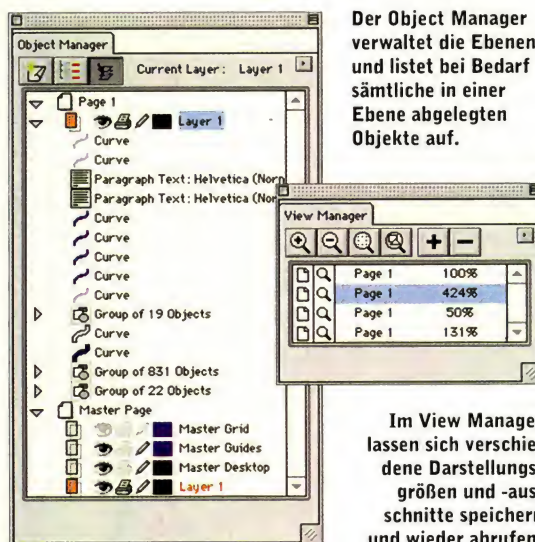 Der Object Manager
verwaltet die Ebenen
und listet bei Bedarf
sämtliche in einer
Ebene abgelegten
Objekte auf.
Object Manager
Current Layer: Layer 1
Page 1
Layer 1
Curve
Curve
Paragraph Text: Helvetica (Norn
Paragraph Text: Helvetica (Nor
Curve
Curve
Curve
Curve
Curve
Group of 19 Objects
Curve
Curve
Group of 831 Objects
Group of 22 Objects
Master Page
Master Grid
Master Guides
Master Desktop
Layer 1
View Manager
Page 1 100%
Page 1 424%
Page 1 50%
Page 1 131%
Im View Manage
lassen sich verschie
dene Darstellungs
größen und -aus
schnitte speicher
und wieder abrufen